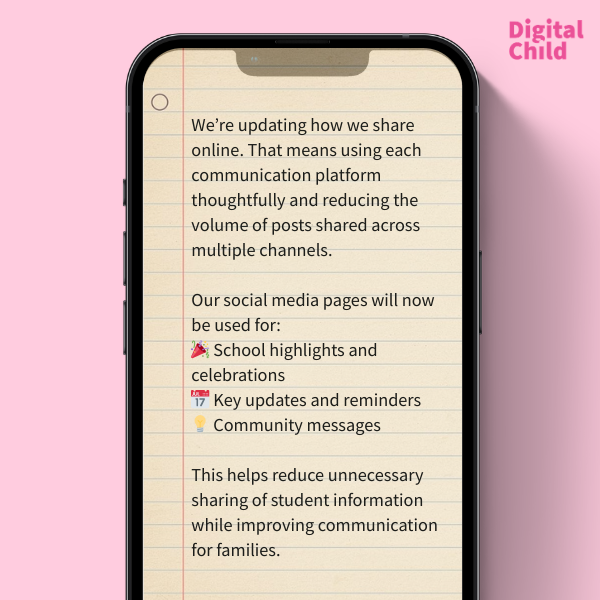 Digital
Child
We’re updating how we share
online. That means using each
communication platform
thoughtfully and reducing the
volume of posts shared across
multiple channels.
Our social media pages will now
be used for:
🎉 School highlights and
celebrations
📅 Key updates and reminders
💡 Community messages
This helps reduce unnecessary
sharing of student information
while improving communication
for families.